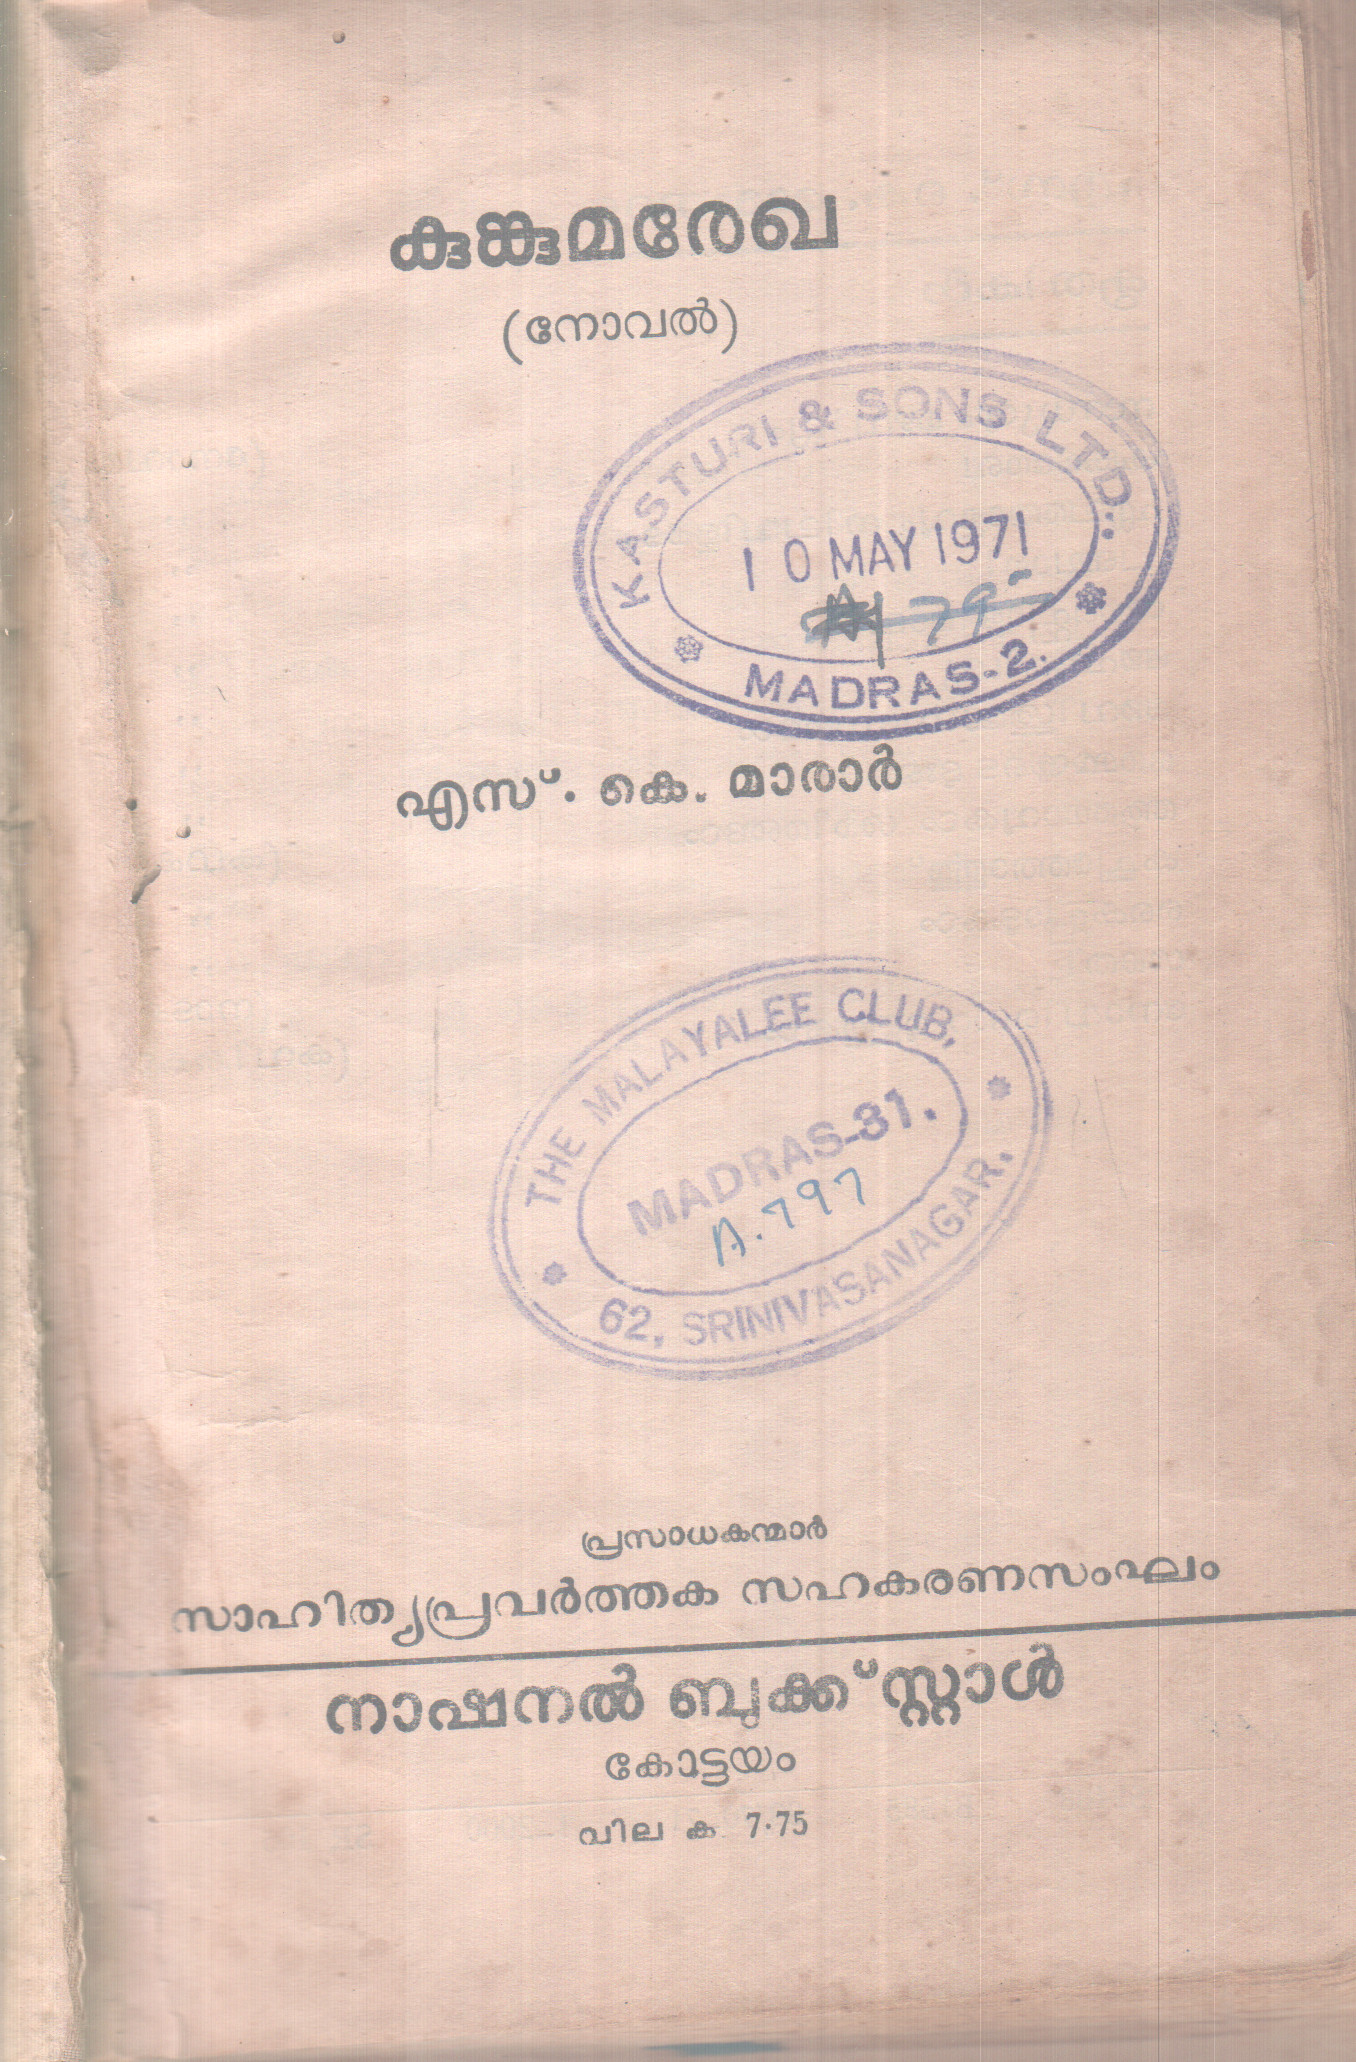 കുങ്കുമരേഖ
(നോവൽ)
KASTURI & SONS LTD.
10 MAY 1971
MADRAS-2.
എസ്. കെ. മാരാർ
THE MALAYALEE CLUB,
MADRAS-31.
A.797
62, SRINIVASANAGAR.
പ്രസാധകന്മാർ
സാഹിത്യപ്രവർത്തക സഹകരണസംഘം
നാഷനൽ ബുക്ക്സ്റ്റാൾ
കോട്ടയം
വില ക 7·75